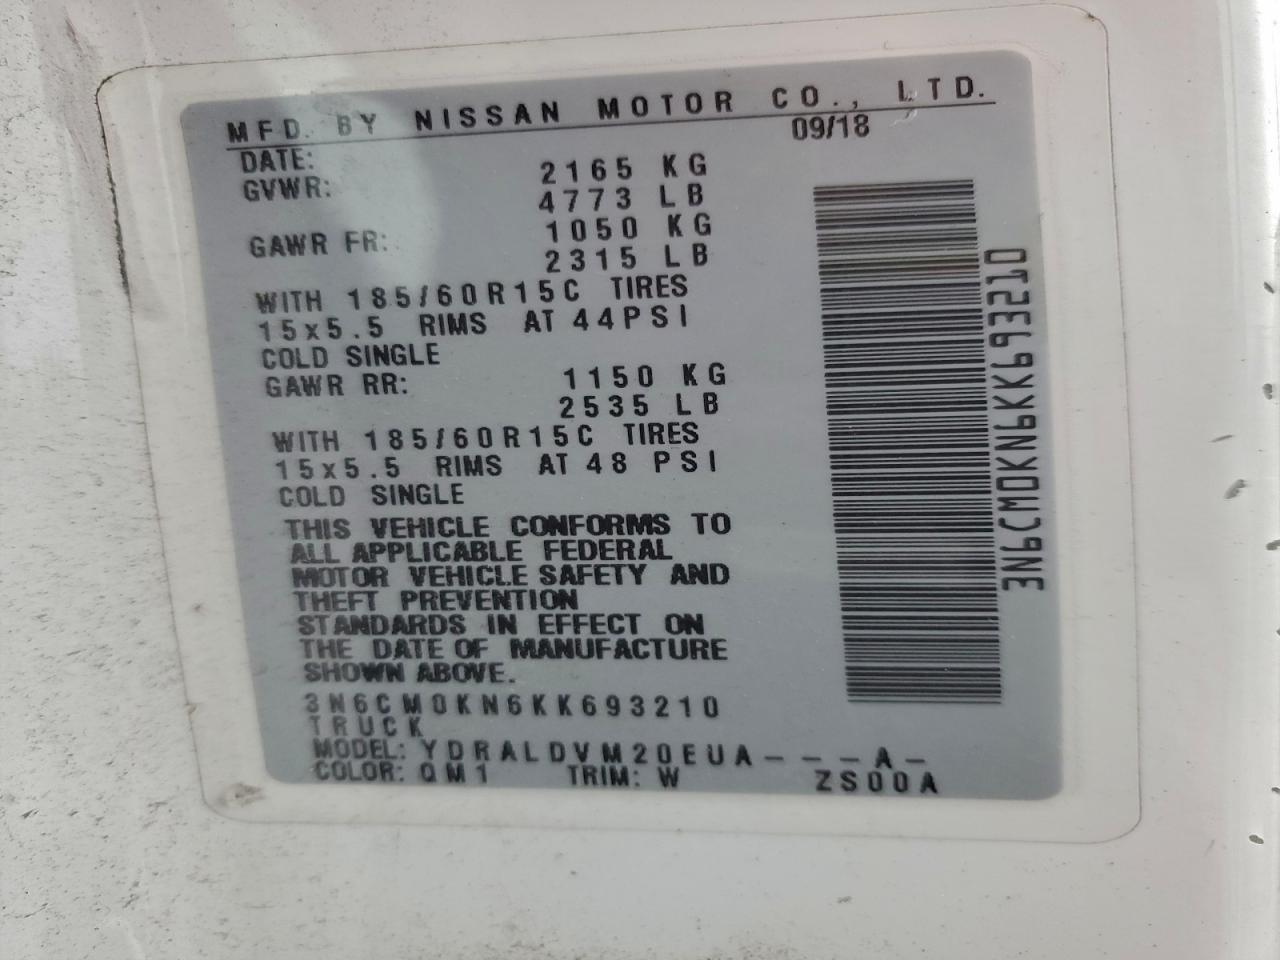 MFD. BY NISSAN MOTOR CO., LTD.
DATE: 09/18
GVWR: 2165 KG
4773 LB
GAWR FR: 1050 KG
2315 LB
WITH 185/60R15C TIRES
15x5.5 RIMS AT 44PSI
COLD SINGLE
GAWR RR: 1150 KG
2535 LB
WITH 185/60R15C TIRES
15x5.5 RIMS AT 48 PSI
COLD SINGLE
THIS VEHICLE CONFORMS TO
ALL APPLICABLE FEDERAL
MOTOR VEHICLE SAFETY AND
THEFT PREVENTION
STANDARDS IN EFFECT ON
THE DATE OF MANUFACTURE
SHOWN ABOVE.
3N6CM0KN6KK693210
TRUCK
MODEL: YDRALDVM20EUA---A-
COLOR: QM1 TRIM: W ZS00A
3N6CM0KN6KK693210